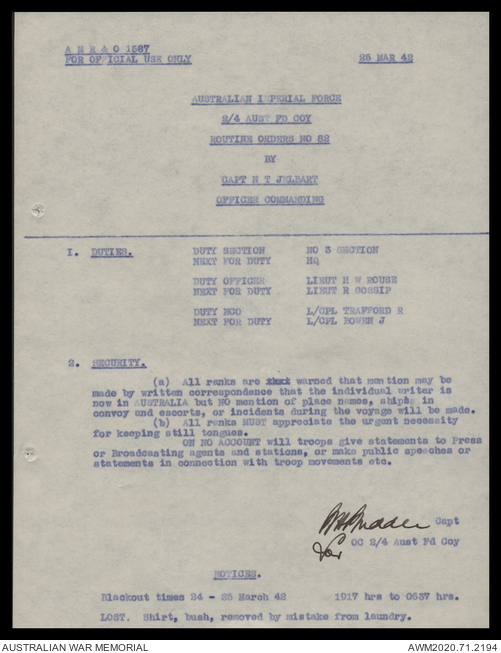 A M R & O 1587
FOR OFFICIAL USE ONLY 25 MAR 42
AUSTRALIAN IMPERIAL FORCE
2/4 AUST FD COY
ROUTINE ORDERS NO 82
BY
CAPT N T JELBART
OFFICER COMMANDING
1. DUTIES. DUTY SECTION NO 3 SECTION
NEXT FOR DUTY HQ
DUTY OFFICER LIEUT H W ROUSE
NEXT FOR DUTY LIEUT R GOSSIP
DUTY NCO L/CPL TRAFFORD R
NEXT FOR DUTY L/CPL BOWEN J
2. SECURITY.
(a) All ranks are warned that mention may be
made by written correspondence that the individual writer is
now in AUSTRALIA but NO mention of place names, ships in
convoy and escorts, or incidents during the voyage will be made.
(b) All ranks MUST appreciate the urgent necessity
for keeping still tongues.
ON NO ACCOUNT will troops give statements to Press
or Broadcasting agents and stations, or make public speeches or
statements in connection with troop movements etc.
Capt
for OC 2/4 Aust Fd Coy
NOTICES.
Blackout times 24 - 25 March 42 1917 hrs to 0637 hrs.
LOST. Shirt, bush, removed by mistake from laundry.
AUSTRALIAN WAR MEMORIAL AWM2020.71.2194